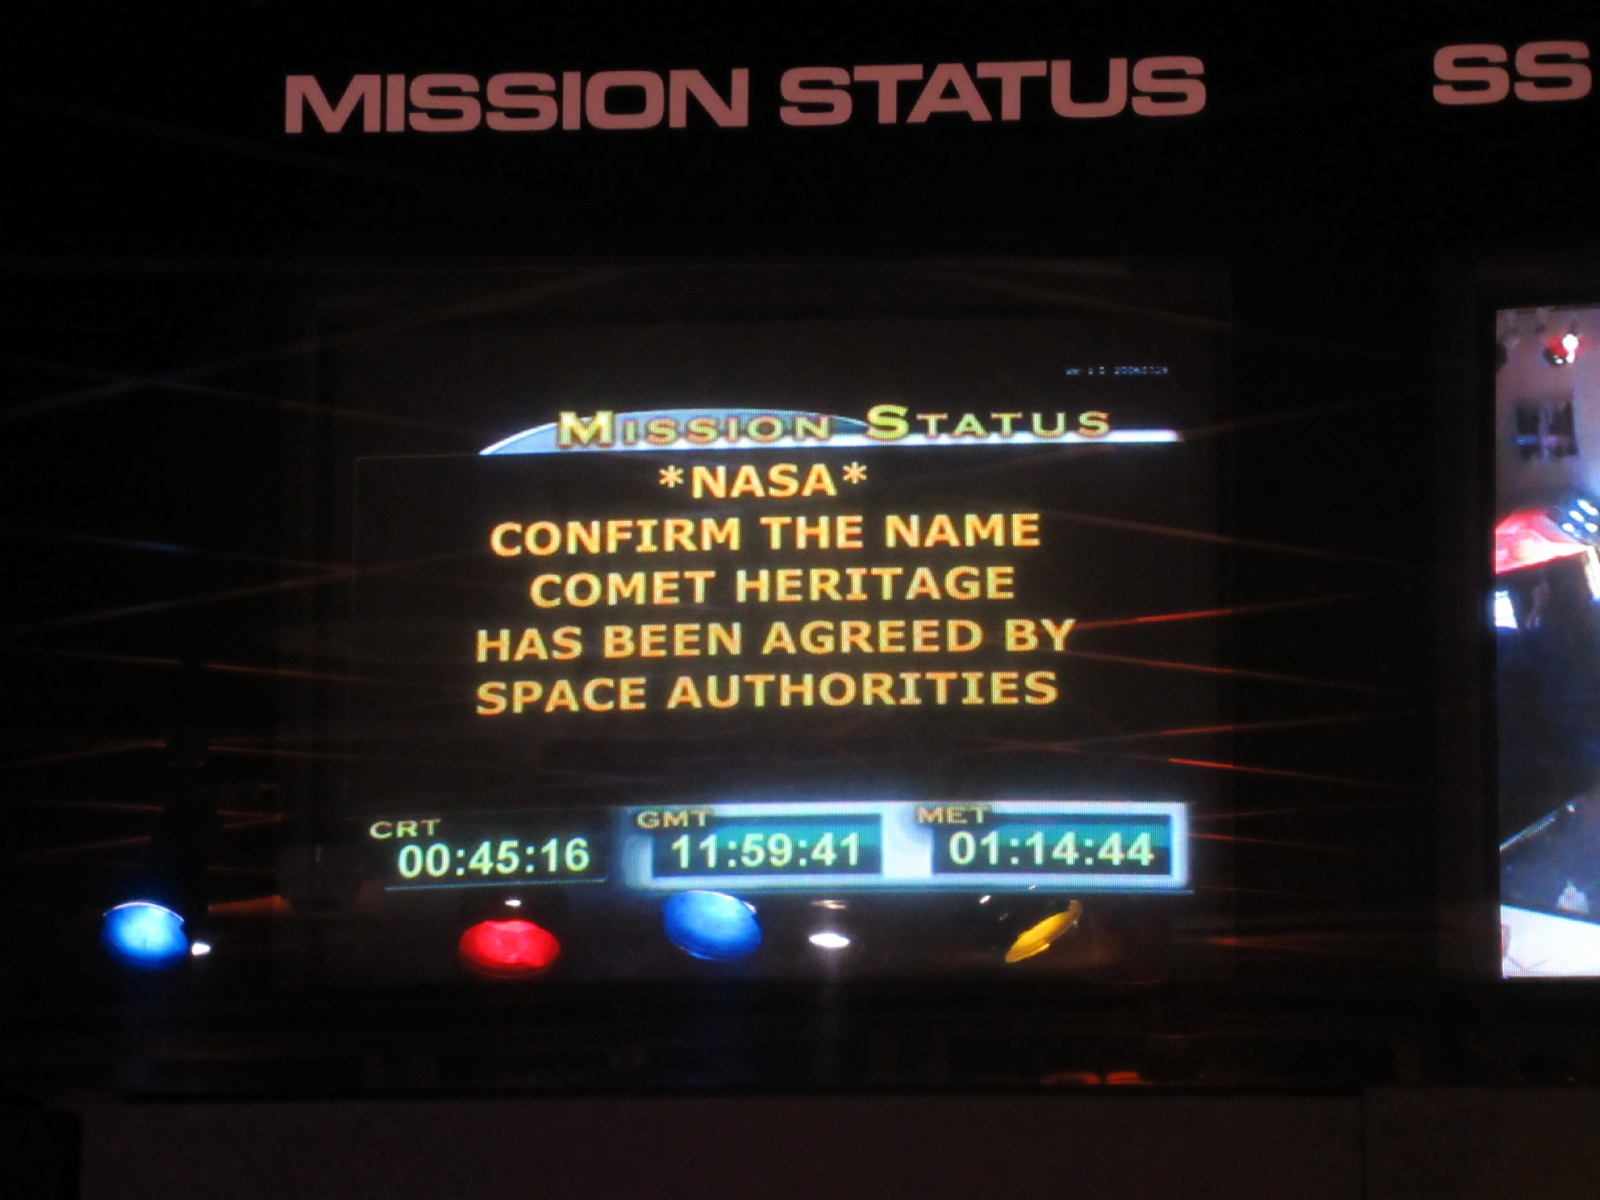 MISSION STATUS
SS
MISSION STATUS
*NASA*
CONFIRM THE NAME
COMET HERITAGE
HAS BEEN AGREED BY
SPACE AUTHORITIES
CRT GMT MET
00:45:16 11:59:41 01:14:44